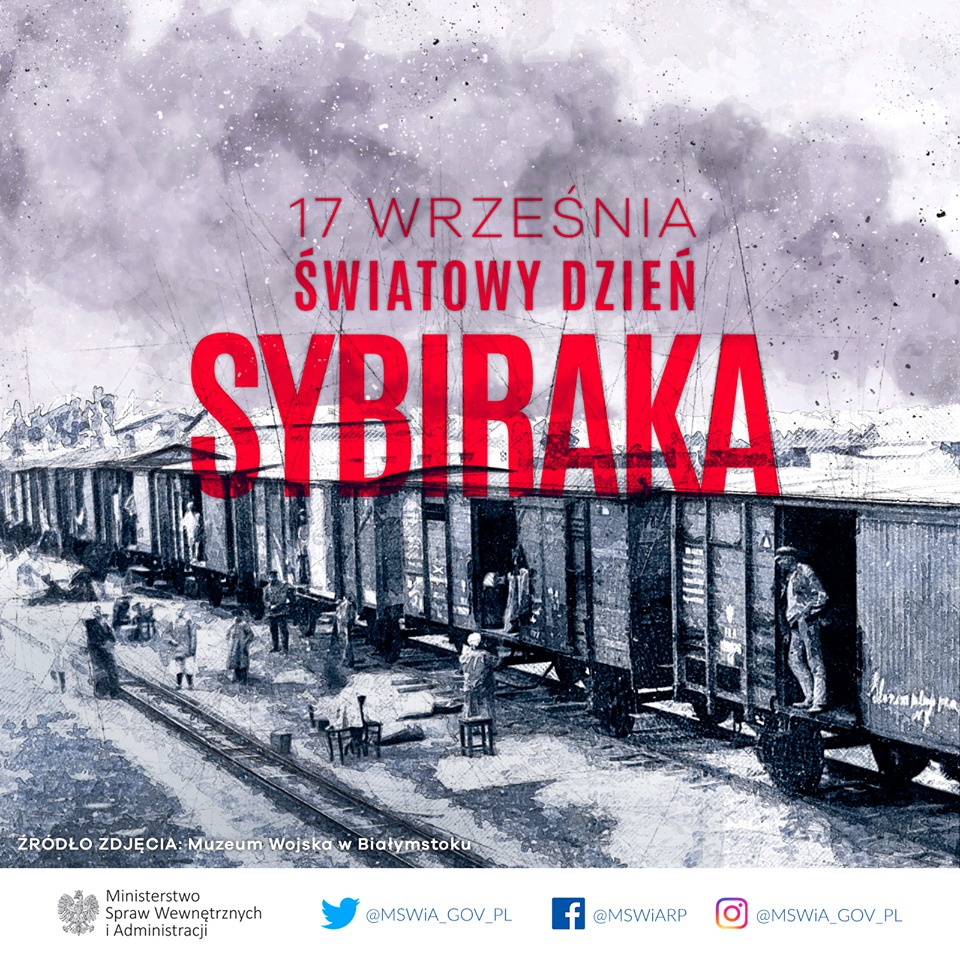 17 WRZEŚNIA
ŚWIATOWY DZIEŃ
SYBIRAKA
ŹRÓDŁO ZDJĘCIA: Muzeum Wojska w Białymstoku
Ministerstwo
Spraw Wewnętrznych
i Administracji
@MSWiA_GOV_PL
@MSWiARP
@MSWiA_GOV_PL